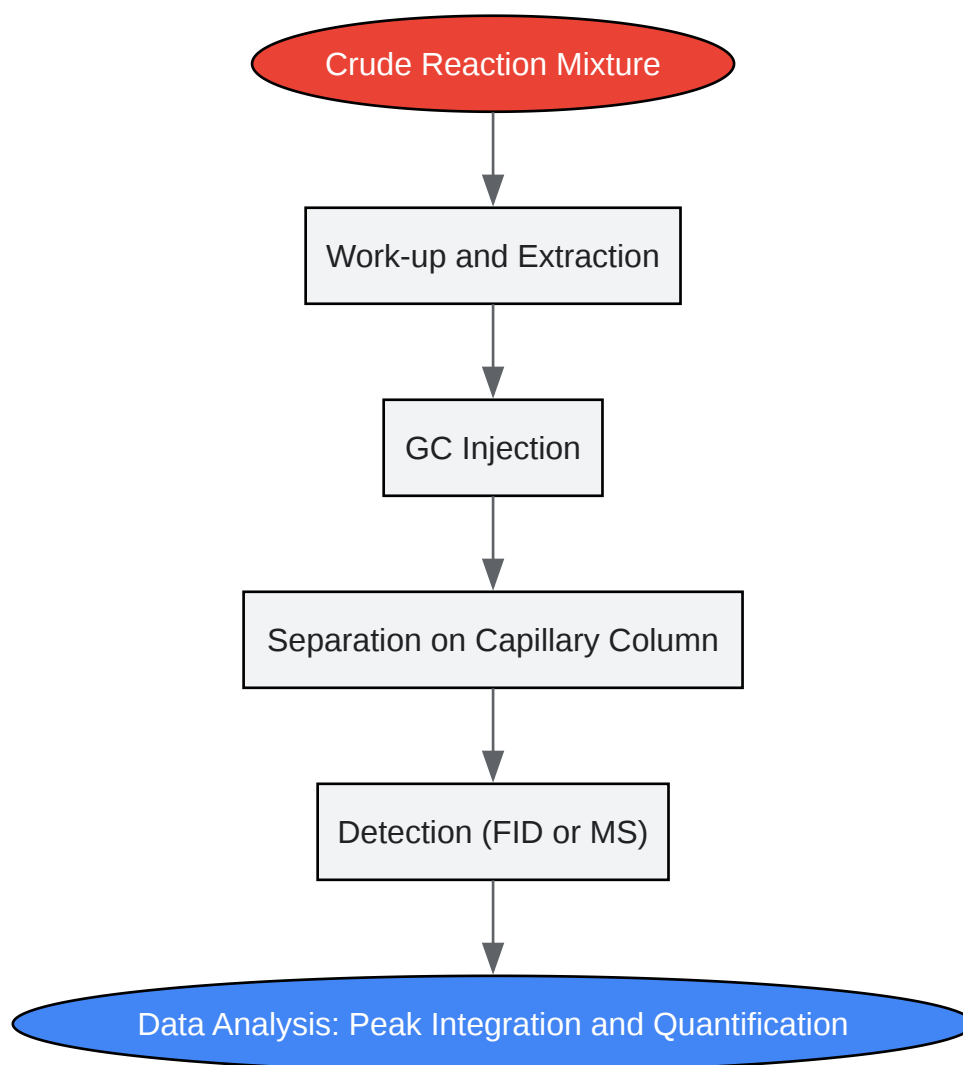 Crude Reaction Mixture
Work-up and Extraction
GC Injection
Separation on Capillary Column
Detection (FID or MS)
Data Analysis: Peak Integration and Quantification